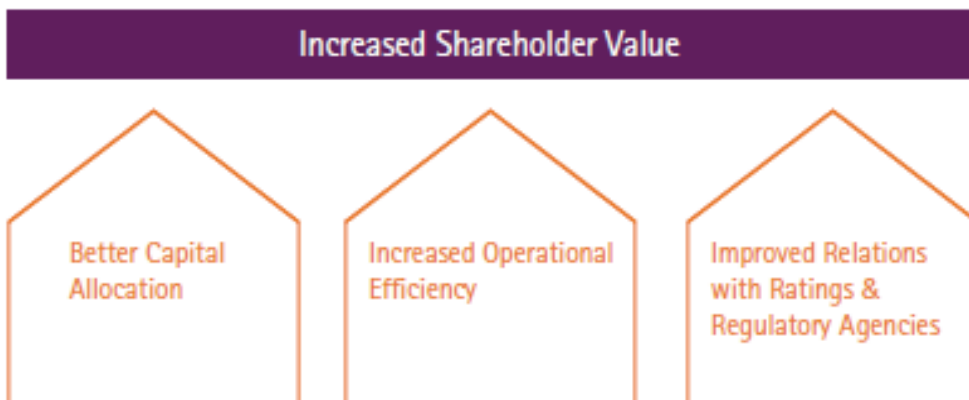 Increased Shareholder Value
Better Capital
Allocation
Increased Operational
Efficiency
Improved Relations
with Ratings &
Regulatory Agencies